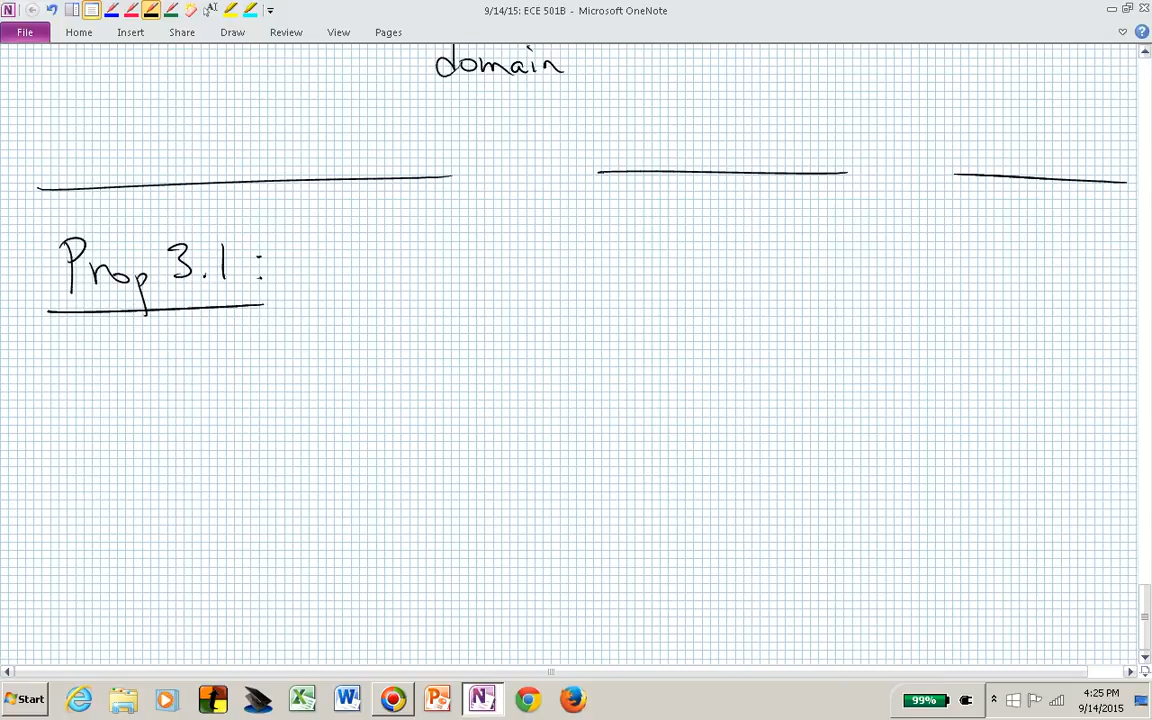 9/14/15: ECE 501B - Microsoft OneNote
File Home Insert Share Draw Review View Pages
domain
Prop 3.1:
Start
99%
4:25 PM
9/14/2015